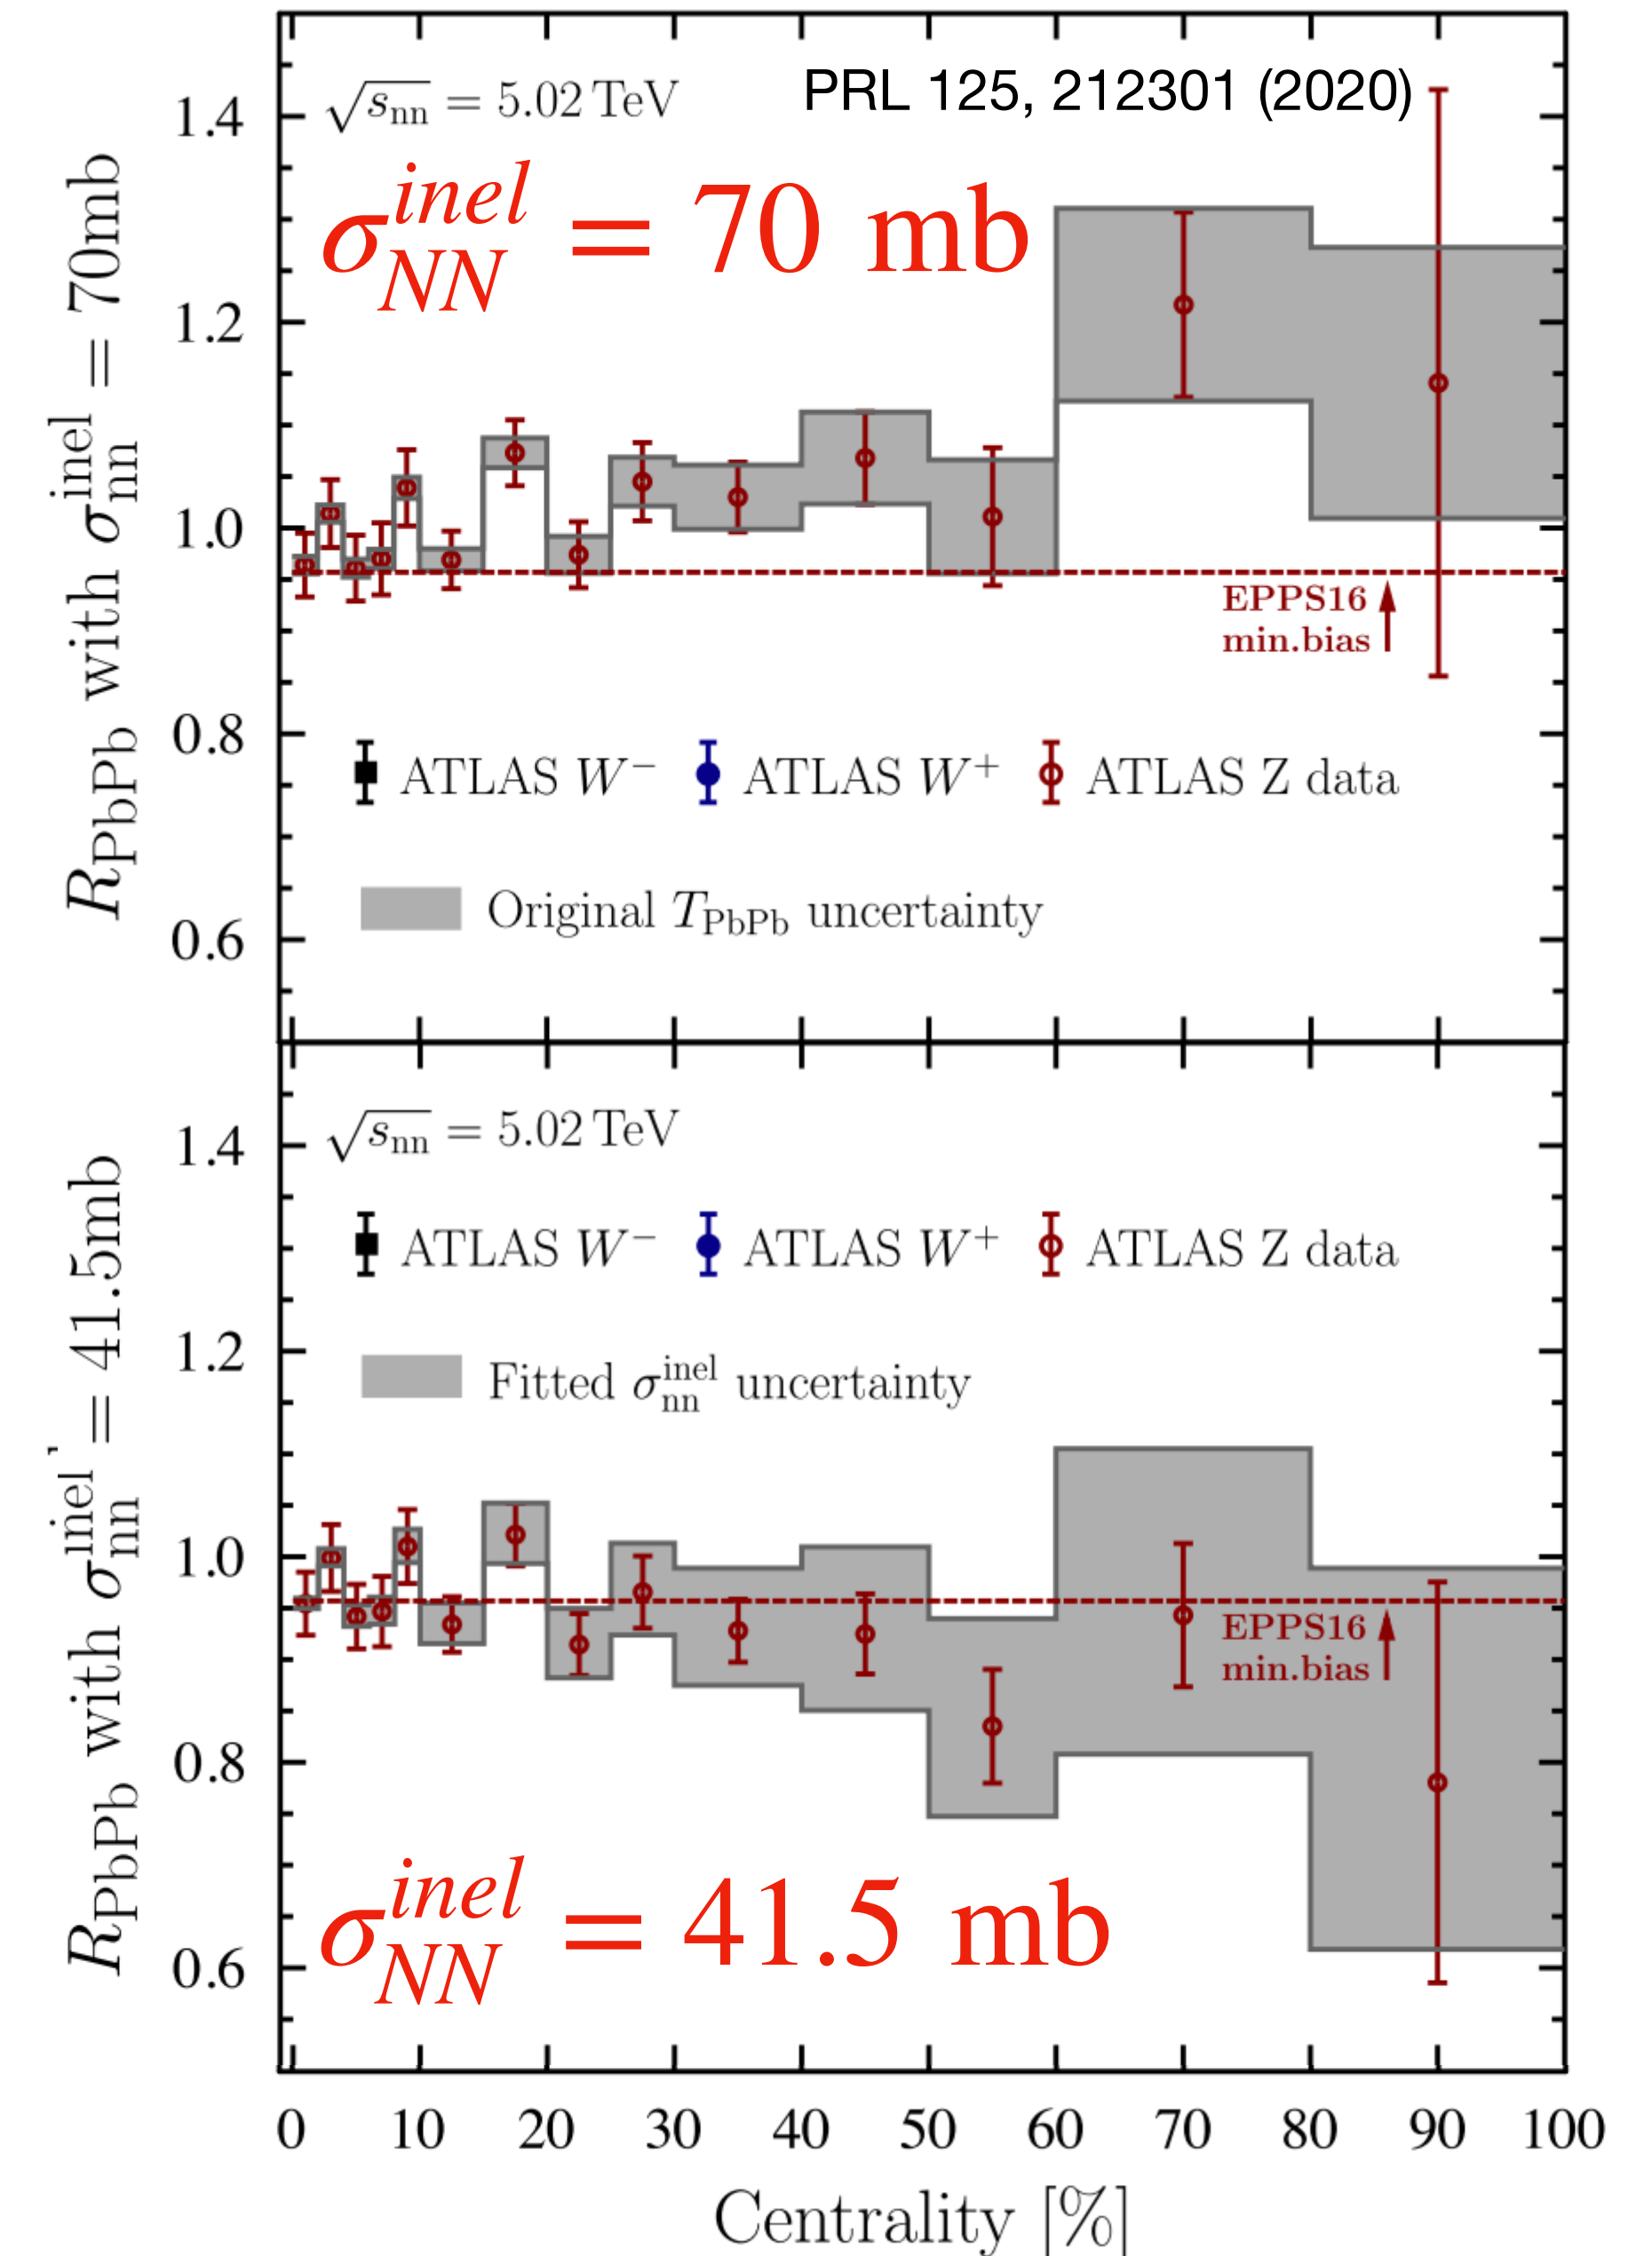 PRL 125, 212301 (2020)
√s_nn = 5.02 TeV
σ_NN^inel = 70 mb
R_PbPb with σ_nn^inel = 70mb
1.4
1.2
1.0
0.8
0.6
EPPS16
min.bias
ATLAS W⁻ ATLAS W⁺ ATLAS Z data
Original T_PbPb uncertainty
√s_nn = 5.02 TeV
ATLAS W⁻ ATLAS W⁺ ATLAS Z data
Fitted σ_nn^inel uncertainty
R_PbPb with σ_nn^inel' = 41.5mb
1.4
1.2
1.0
0.8
0.6
EPPS16
min.bias
σ_NN^inel = 41.5 mb
0 10 20 30 40 50 60 70 80 90 100
Centrality [%]